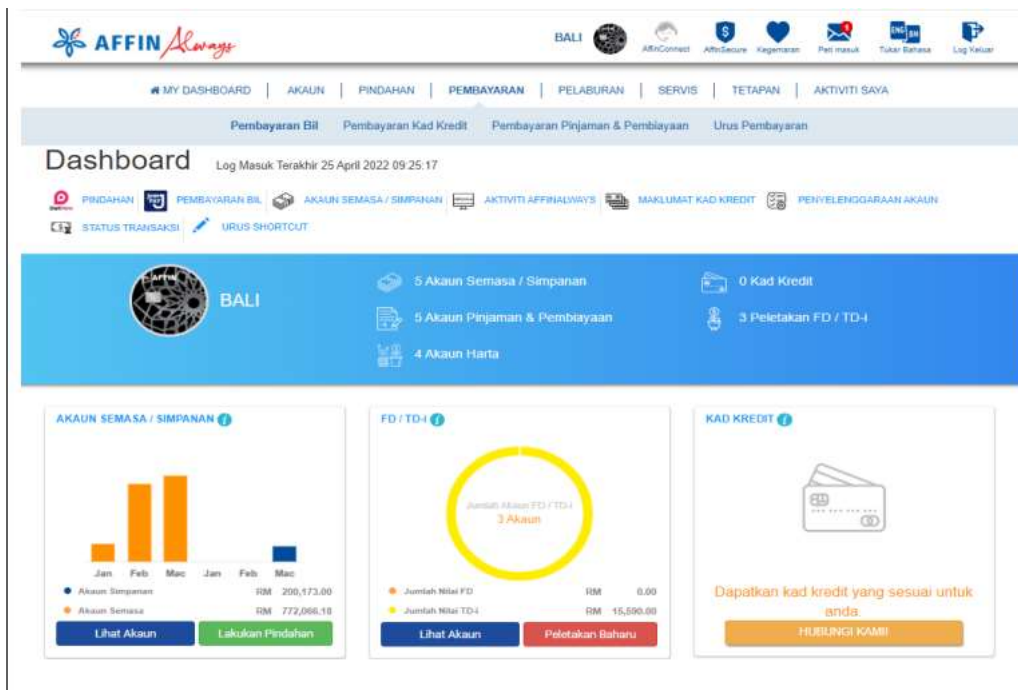 AFFIN Always
BALI
AffinConnect
AffinSecure
Kegemaran
Peti masuk
1
ENG BM
Tukar Bahasa
Log Keluar
MY DASHBOARD | AKAUN | PINDAHAN | PEMBAYARAN | PELABURAN | SERVIS | TETAPAN | AKTIVITI SAYA
Pembayaran Bil Pembayaran Kad Kredit Pembayaran Pinjaman & Pembiayaan Urus Pembayaran
Dashboard Log Masuk Terakhir 25 April 2022 09:25:17
PINDAHAN PEMBAYARAN BIL AKAUN SEMASA / SIMPANAN AKTIVITI AFFINALWAYS MAKLUMAT KAD KREDIT PENYELENGGARAAN AKAUN
STATUS TRANSAKSI URUS SHORTCUT
AFFIN
BALI
5 Akaun Semasa / Simpanan
0 Kad Kredit
5 Akaun Pinjaman & Pembiayaan
3 Peletakan FD / TD-i
4 Akaun Harta
AKAUN SEMASA / SIMPANAN
Jan Feb Mac Jan Feb Mac
Akaun Simpanan RM 200,173.00
Akaun Semasa RM 772,066.18
Lihat Akaun Lakukan Pindahan
FD / TD-i
Jumlah Akaun FD / TD-i
3 Akaun
Jumlah Nilai FD RM 0.00
Jumlah Nilai TD-i RM 15,590.00
Lihat Akaun Peletakan Baharu
KAD KREDIT
Dapatkan kad kredit yang sesuai untuk
anda.
HUBUNGI KAMI!